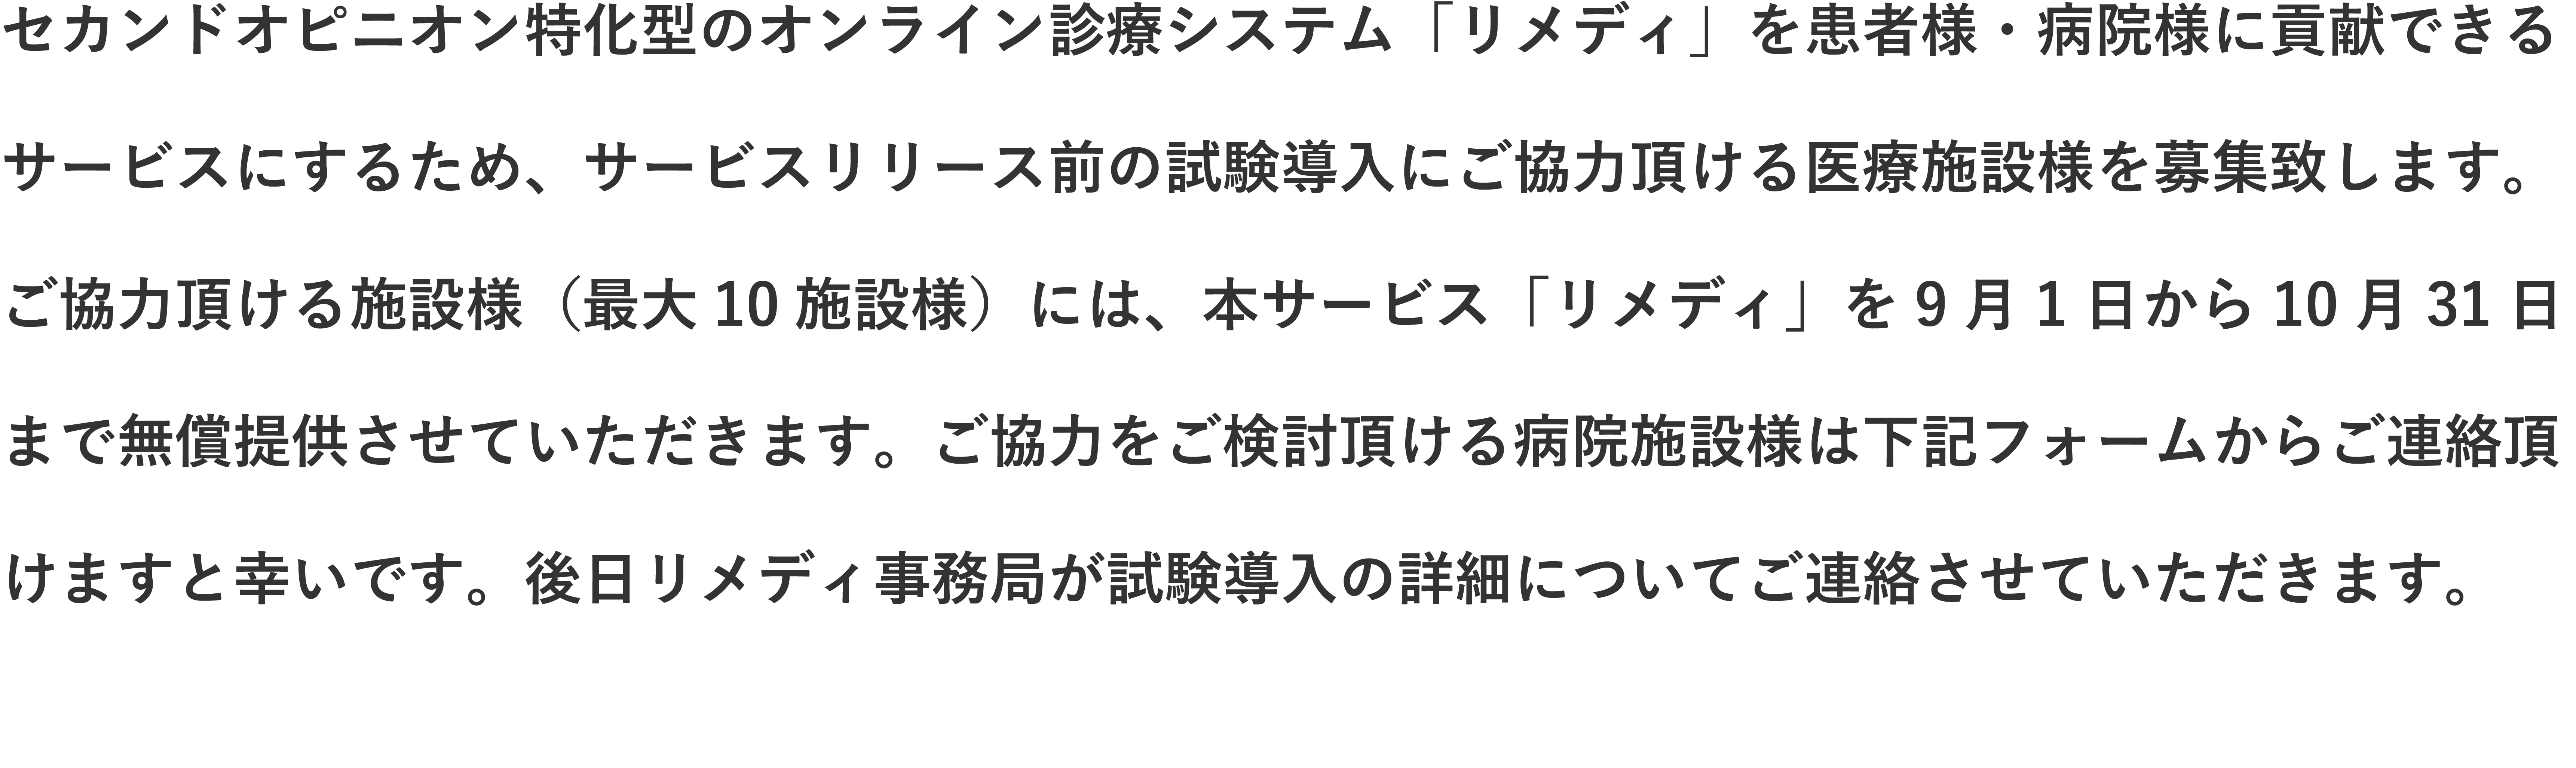 セカンドオピニオン特化型のオンライン診療システム「リメディ」を患者様・病院様に貢献できる
サービスにするため、サービスリリース前の試験導入にご協力頂ける医療施設様を募集致します。
ご協力頂ける施設様（最大 10 施設様）には、本サービス「リメディ」を 9 月 1 日から 10 月 31 日
まで無償提供させていただきます。ご協力をご検討頂ける病院施設様は下記フォームからご連絡頂
けますと幸いです。後日リメディ事務局が試験導入の詳細についてご連絡させていただきます。